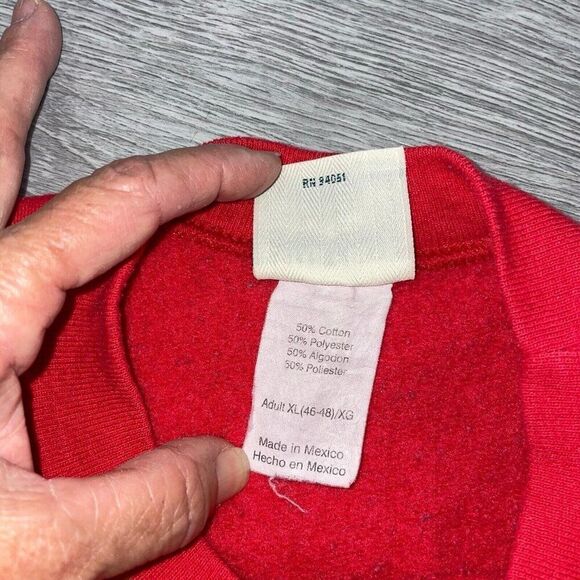 RN 94051
50% Cotton
50% Polyester
50% Algodon
50% Poliester
Adult XL(46-48)/XG
Made in Mexico
Hecho en Mexico